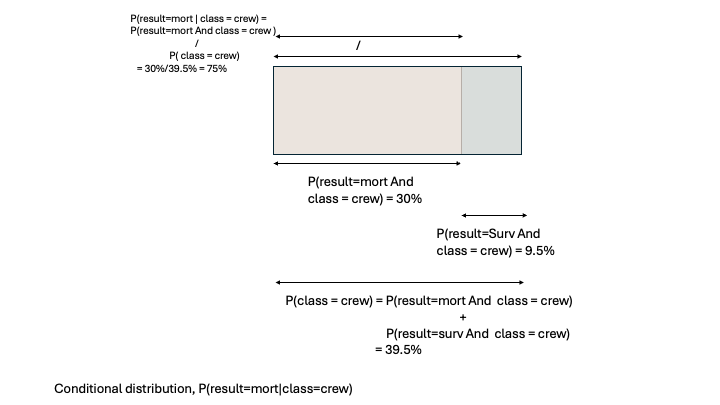 P(result=mort | class = crew) =
P(result=mort And class = crew )
/
P( class = crew)
= 30%/39.5% = 75%
/
P(result=mort And
class = crew) = 30%
P(result=Surv And
class = crew) = 9.5%
P(class = crew) = P(result=mort And class = crew)
+
P(result=surv And class = crew)
= 39.5%
Conditional distribution, P(result=mort|class=crew)